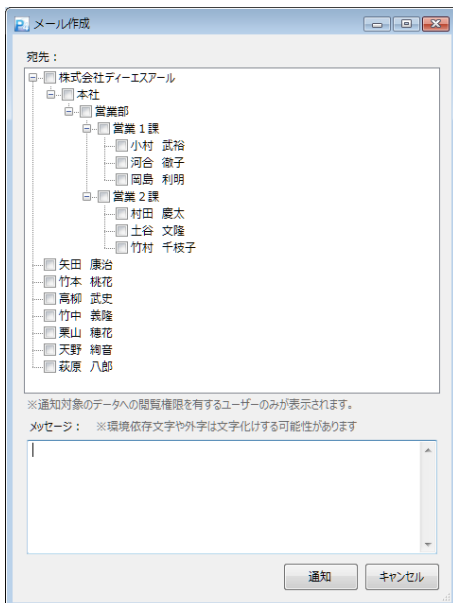 メール作成
宛先：
株式会社ディーエスアール
本社
営業部
営業１課
小村 武裕
河合 徹子
岡島 利明
営業２課
村田 慶太
土谷 文隆
竹村 千枝子
矢田 康治
竹本 桃花
高柳 武史
竹中 義隆
栗山 穂花
天野 絢音
萩原 八郎
※通知対象のデータへの閲覧権限を有するユーザーのみが表示されます。
メッセージ： ※環境依存文字や外字は文字化けする可能性があります
通知 キャンセル